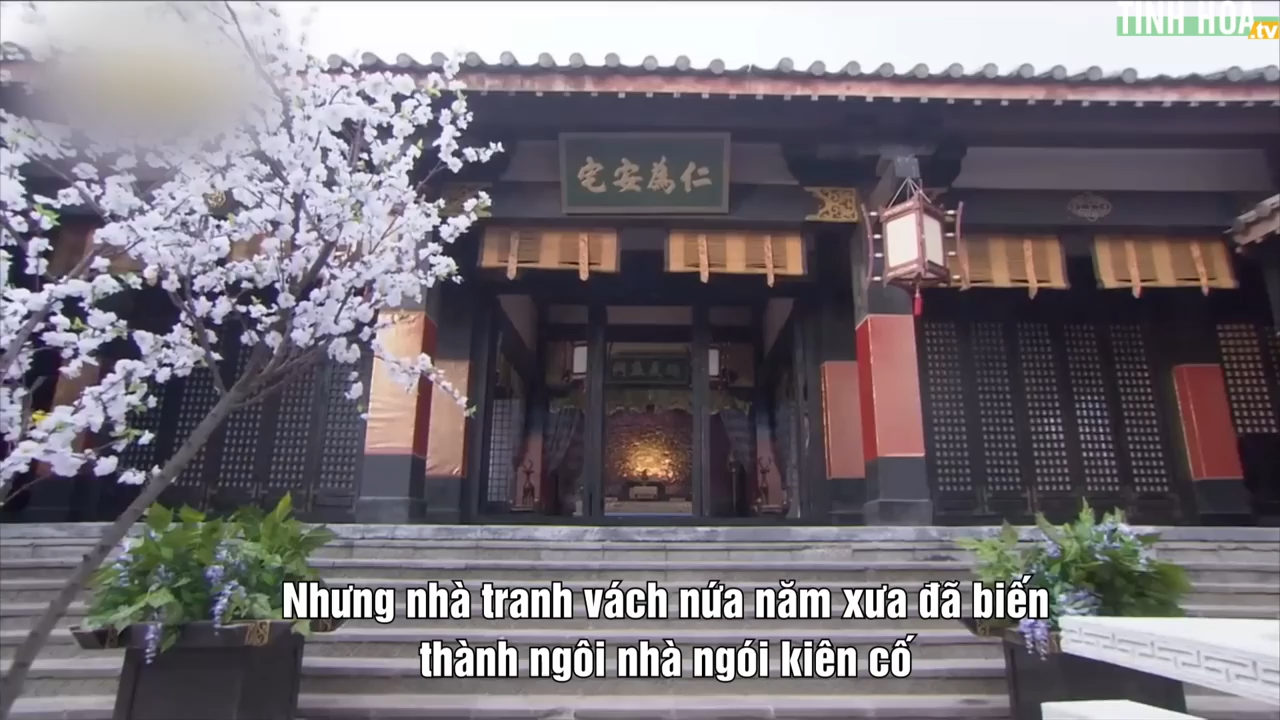 TINH HOA
.tv
仁為安宅
Nhưng nhà tranh vách nứa năm xưa đã biến
thành ngôi nhà ngói kiên cố